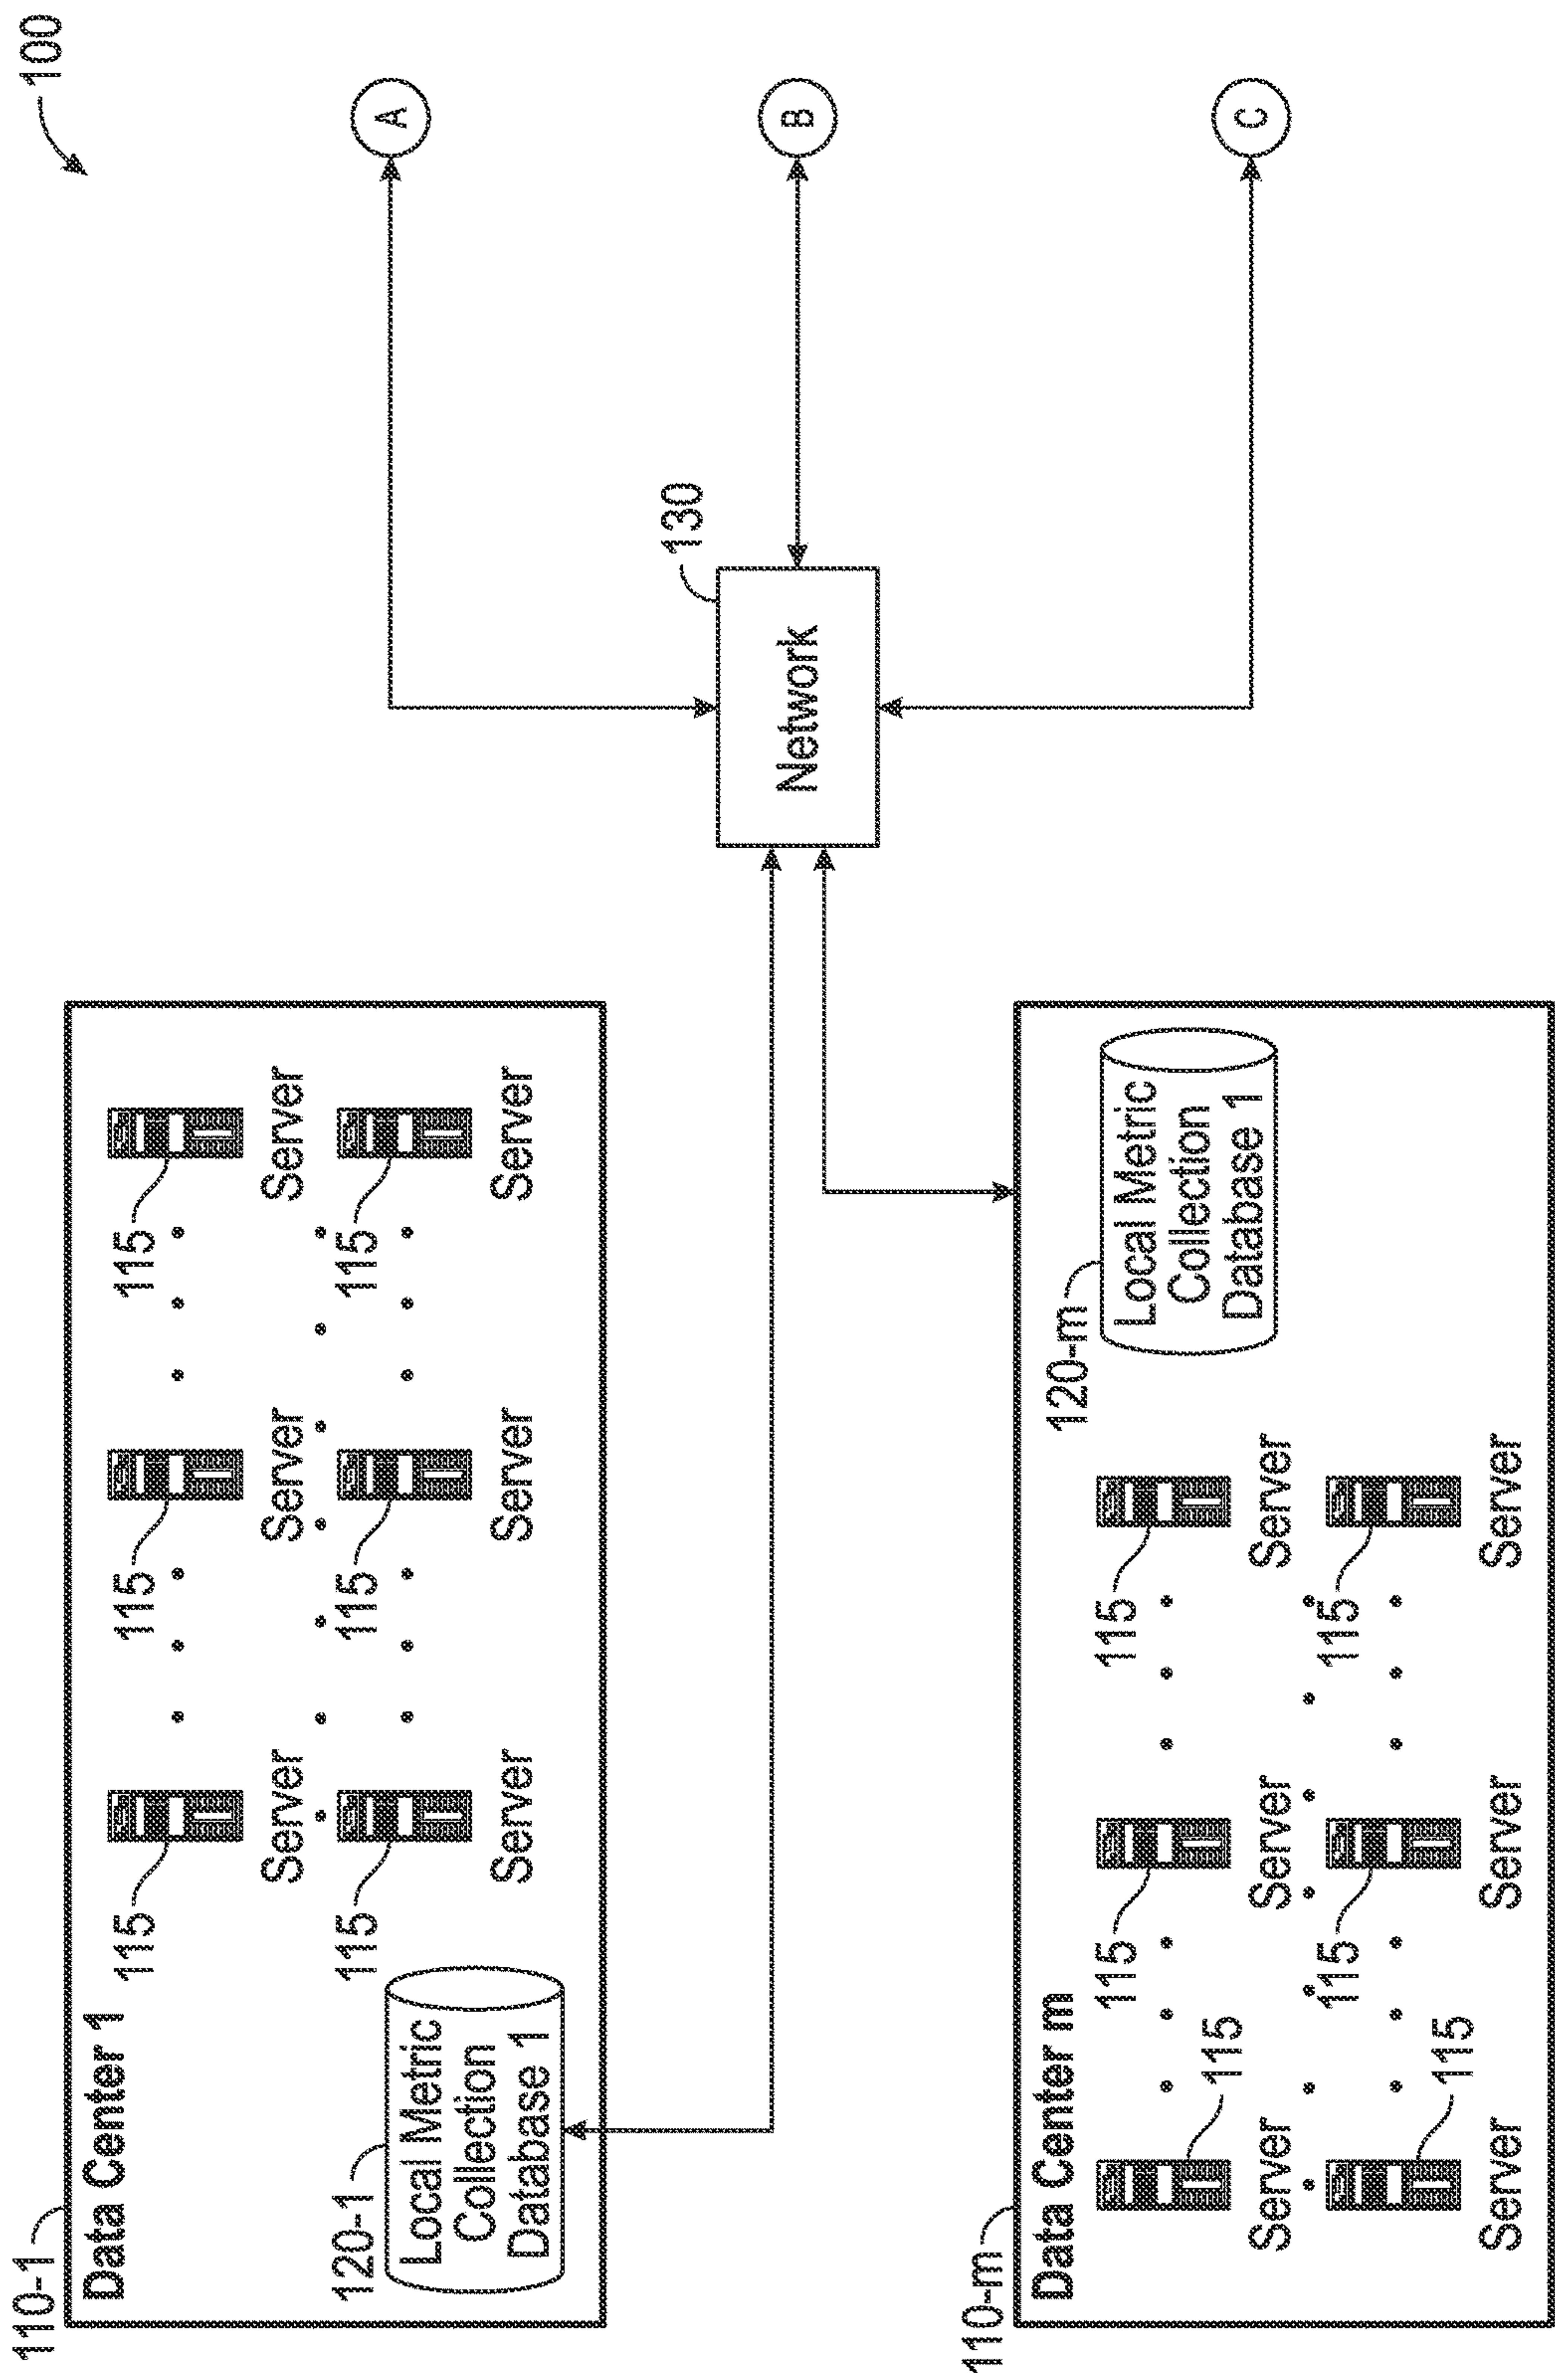 100
110-1
Data Center 1
115
115
115
Server
Server
Server
120-1
Local Metric
Collection
Database 1
115
115
115
Server
Server
Server
A
130
Network
B
C
110-m
Data Center m
115
115
115
Server
Server
Server
120-m
Local Metric
Collection
Database 1
115
115
115
Server
Server
Server